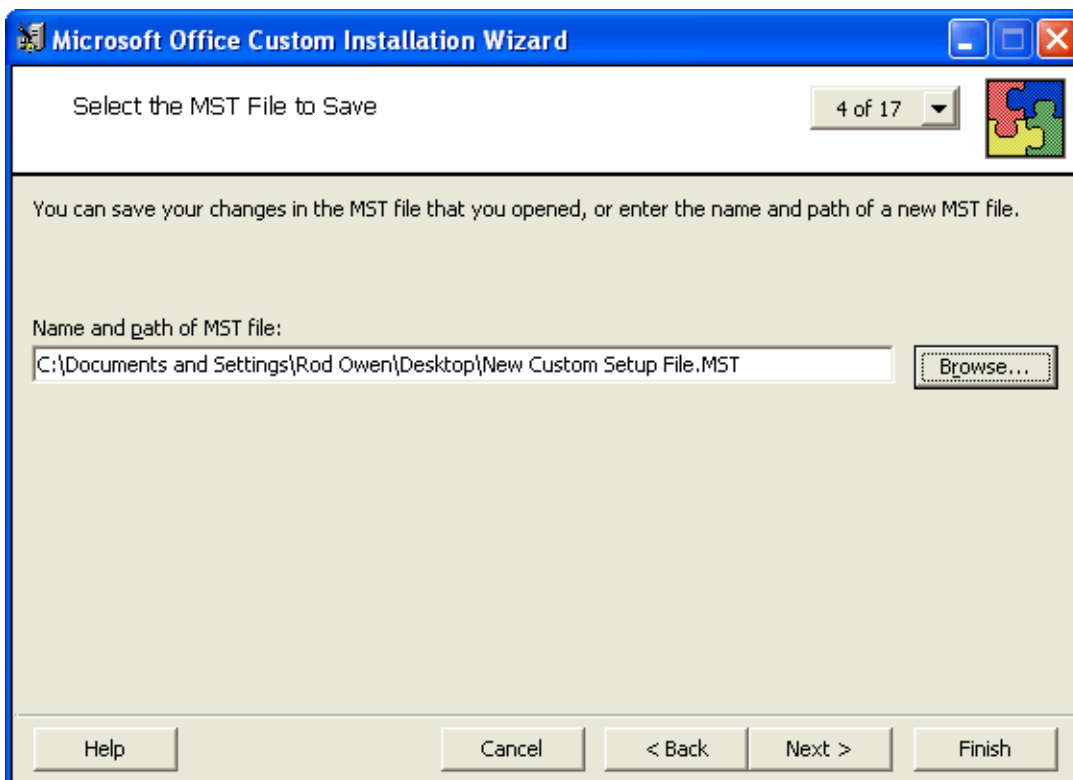 Microsoft Office Custom Installation Wizard
Select the MST File to Save
4 of 17
You can save your changes in the MST file that you opened, or enter the name and path of a new MST file.
Name and path of MST file:
C:\Documents and Settings\Rod Owen\Desktop\New Custom Setup File.MST
Browse...
Help
Cancel
< Back
Next >
Finish